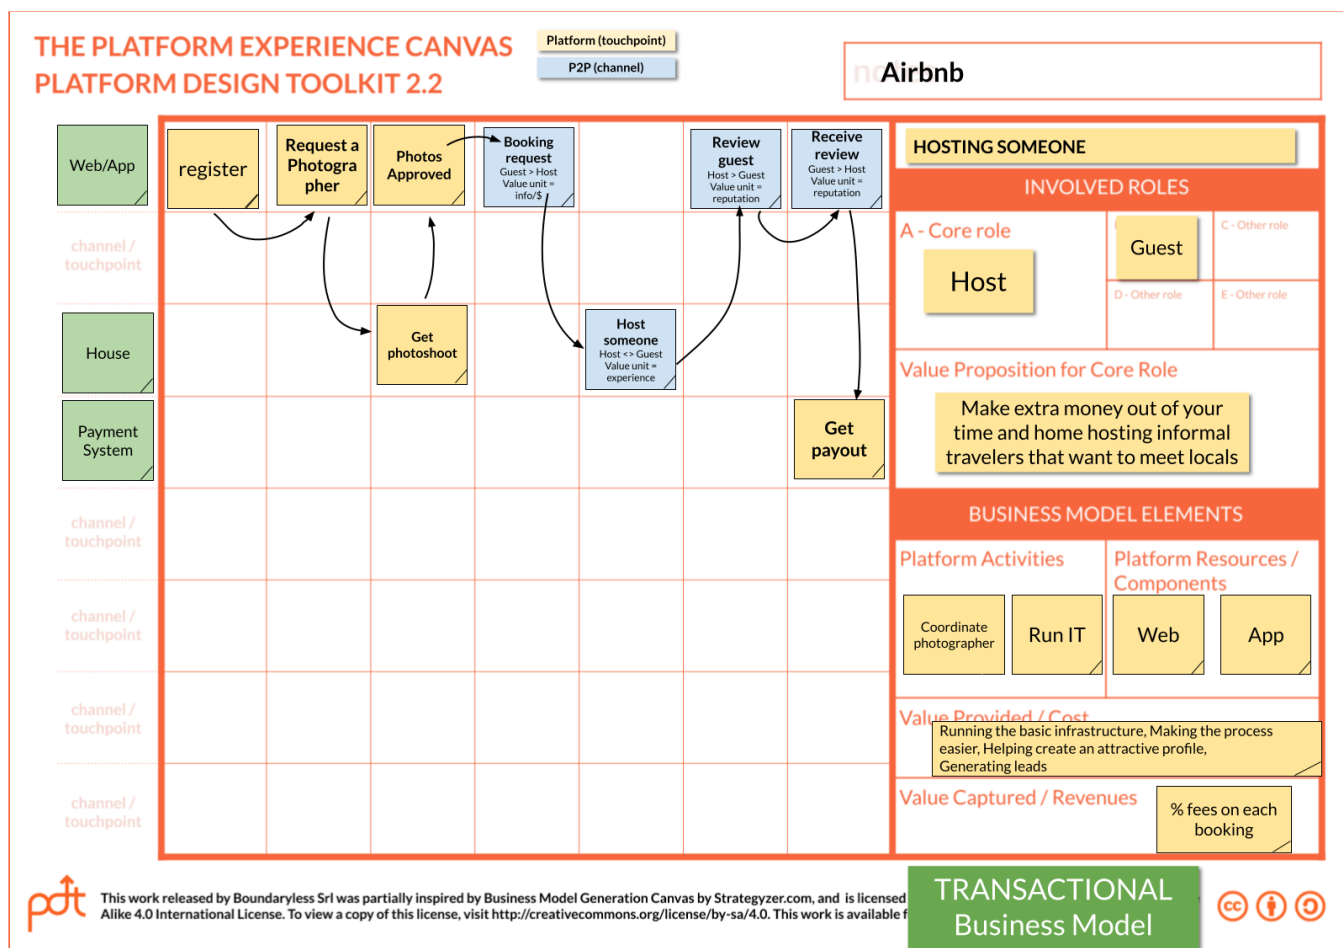 THE PLATFORM EXPERIENCE CANVAS
PLATFORM DESIGN TOOLKIT 2.2
Platform (touchpoint)
P2P (channel)
Airbnb
Web/App
register
Request a
Photogra
pher
Photos
Approved
Booking
request
Guest > Host
Value unit =
info/$
Review
guest
Host > Guest
Value unit =
reputation
Receive
review
Guest > Host
Value unit =
reputation
channel /
touchpoint
House
Get
photoshoot
Host
someone
Host <> Guest
Value unit =
experience
Payment
System
Get
payout
channel /
touchpoint
channel /
touchpoint
channel /
touchpoint
channel /
touchpoint
HOSTING SOMEONE
INVOLVED ROLES
A - Core role
Host
Guest
C - Other role
D - Other role
E - Other role
Value Proposition for Core Role
Make extra money out of your
time and home hosting informal
travelers that want to meet locals
BUSINESS MODEL ELEMENTS
Platform Activities
Platform Resources /
Components
Coordinate
photographer
Run IT
Web
App
Value Provided / Cost
Running the basic infrastructure, Making the process
easier, Helping create an attractive profile,
Generating leads
Value Captured / Revenues
% fees on each
booking
pdt
This work released by Boundaryless Srl was partially inspired by Business Model Generation Canvas by Strategyzer.com, and is licensed
Alike 4.0 International License. To view a copy of this license, visit http://creativecommons.org/license/by-sa/4.0. This work is available
TRANSACTIONAL
Business Model
cc